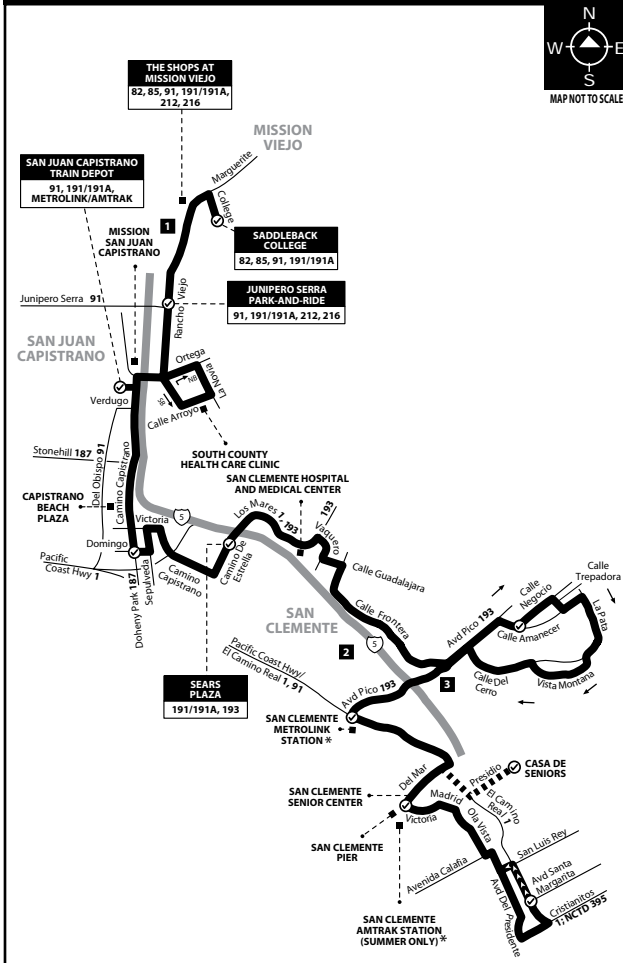 N
W E
S
MAP NOT TO SCALE
THE SHOPS AT
MISSION VIEJO
82, 85, 91, 191/191A,
212, 216
MISSION
VIEJO
Marguerite
College
SAN JUAN CAPISTRANO
TRAIN DEPOT
91, 191/191A,
METROLINK/AMTRAK
1
MISSION
SAN JUAN
CAPISTRANO
SADDLEBACK
COLLEGE
82, 85, 91, 191/191A
JUNIPERO SERRA
PARK-AND-RIDE
91, 191/191A, 212, 216
Junipero Serra 91
Rancho Viejo
SAN JUAN
CAPISTRANO
Ortega
La Novia
NB
SB
Verdugo
Calle Arroyo
SOUTH COUNTY
HEALTH CARE CLINIC
Stonehill 187
Del Obispo 91
Camino Capistrano
CAPISTRANO
BEACH
PLAZA
SAN CLEMENTE HOSPITAL
AND MEDICAL CENTER
Los Mares 1, 193
193
Vaquero
Victoria
5
Domingo
Pacific
Coast Hwy 1
Doheny Park 187
Sepulveda
Camino
Capistrano
Camino De
Estrella
Calle Guadalajara
Calle Frontera
SAN
CLEMENTE
5
2
Avd Pico 193
3
Calle
Negocio
Calle
Trepadora
Calle Amanecer
La Pata
Vista Montana
Calle Del
Cerro
SEARS
PLAZA
191/191A, 193
Pacific Coast Hwy/
El Camino Real 1, 91
Avd Pico 193
SAN CLEMENTE
METROLINK
STATION *
Del Mar
Presidio
CASA DE
SENIORS
SAN CLEMENTE
SENIOR CENTER
Madrid
El Camino
Real 1
Victoria
Ola Vista
SAN CLEMENTE
PIER
San Luis Rey
Avenida Calafia
Avd Santa
Margarita
Avd Del Presidente
Cristianitos
1; NCTD 395
SAN CLEMENTE
AMTRAK STATION
(SUMMER ONLY) *